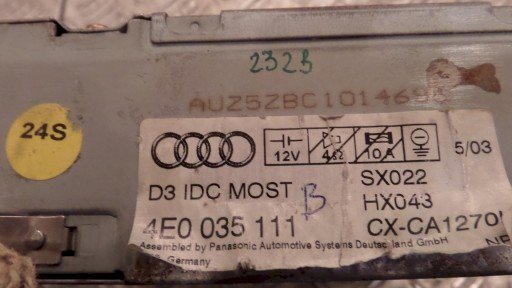 232B
AUZ5ZBC10146
24S
12V 4Ω 10A
5/03
D3 IDC MOST B SX022
HX043
4E0 035 111 CX-CA1270
Assembled by Panasonic Automotive Systems Deutschland GmbH
Germany